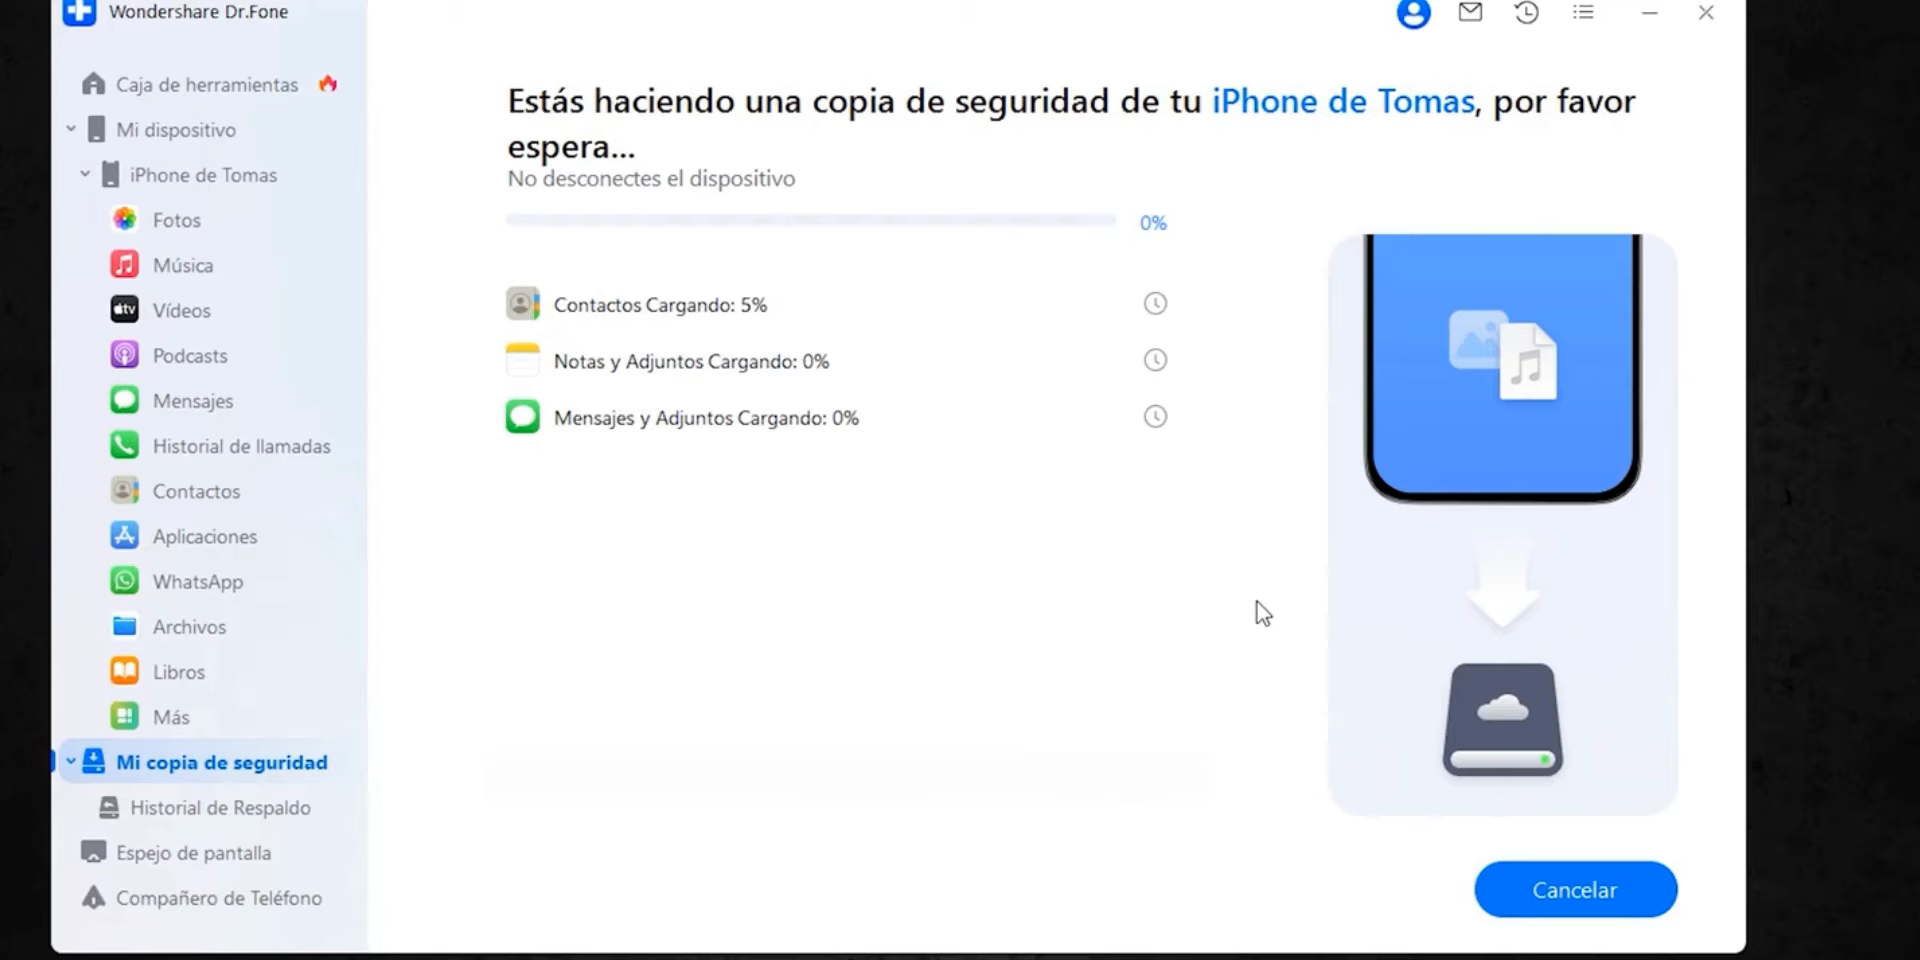 Wondershare Dr.Fone
Caja de herramientas
Mi dispositivo
iPhone de Tomas
Fotos
Música
tv
Vídeos
Podcasts
Mensajes
Historial de llamadas
Contactos
Aplicaciones
WhatsApp
Archivos
Libros
Más
Mi copia de seguridad
Historial de Respaldo
Espejo de pantalla
Compañero de Teléfono
Estás haciendo una copia de seguridad de tu iPhone de Tomas, por favor
espera...
No desconectes el dispositivo
0%
Contactos Cargando: 5%
Notas y Adjuntos Cargando: 0%
Mensajes y Adjuntos Cargando: 0%
Cancelar